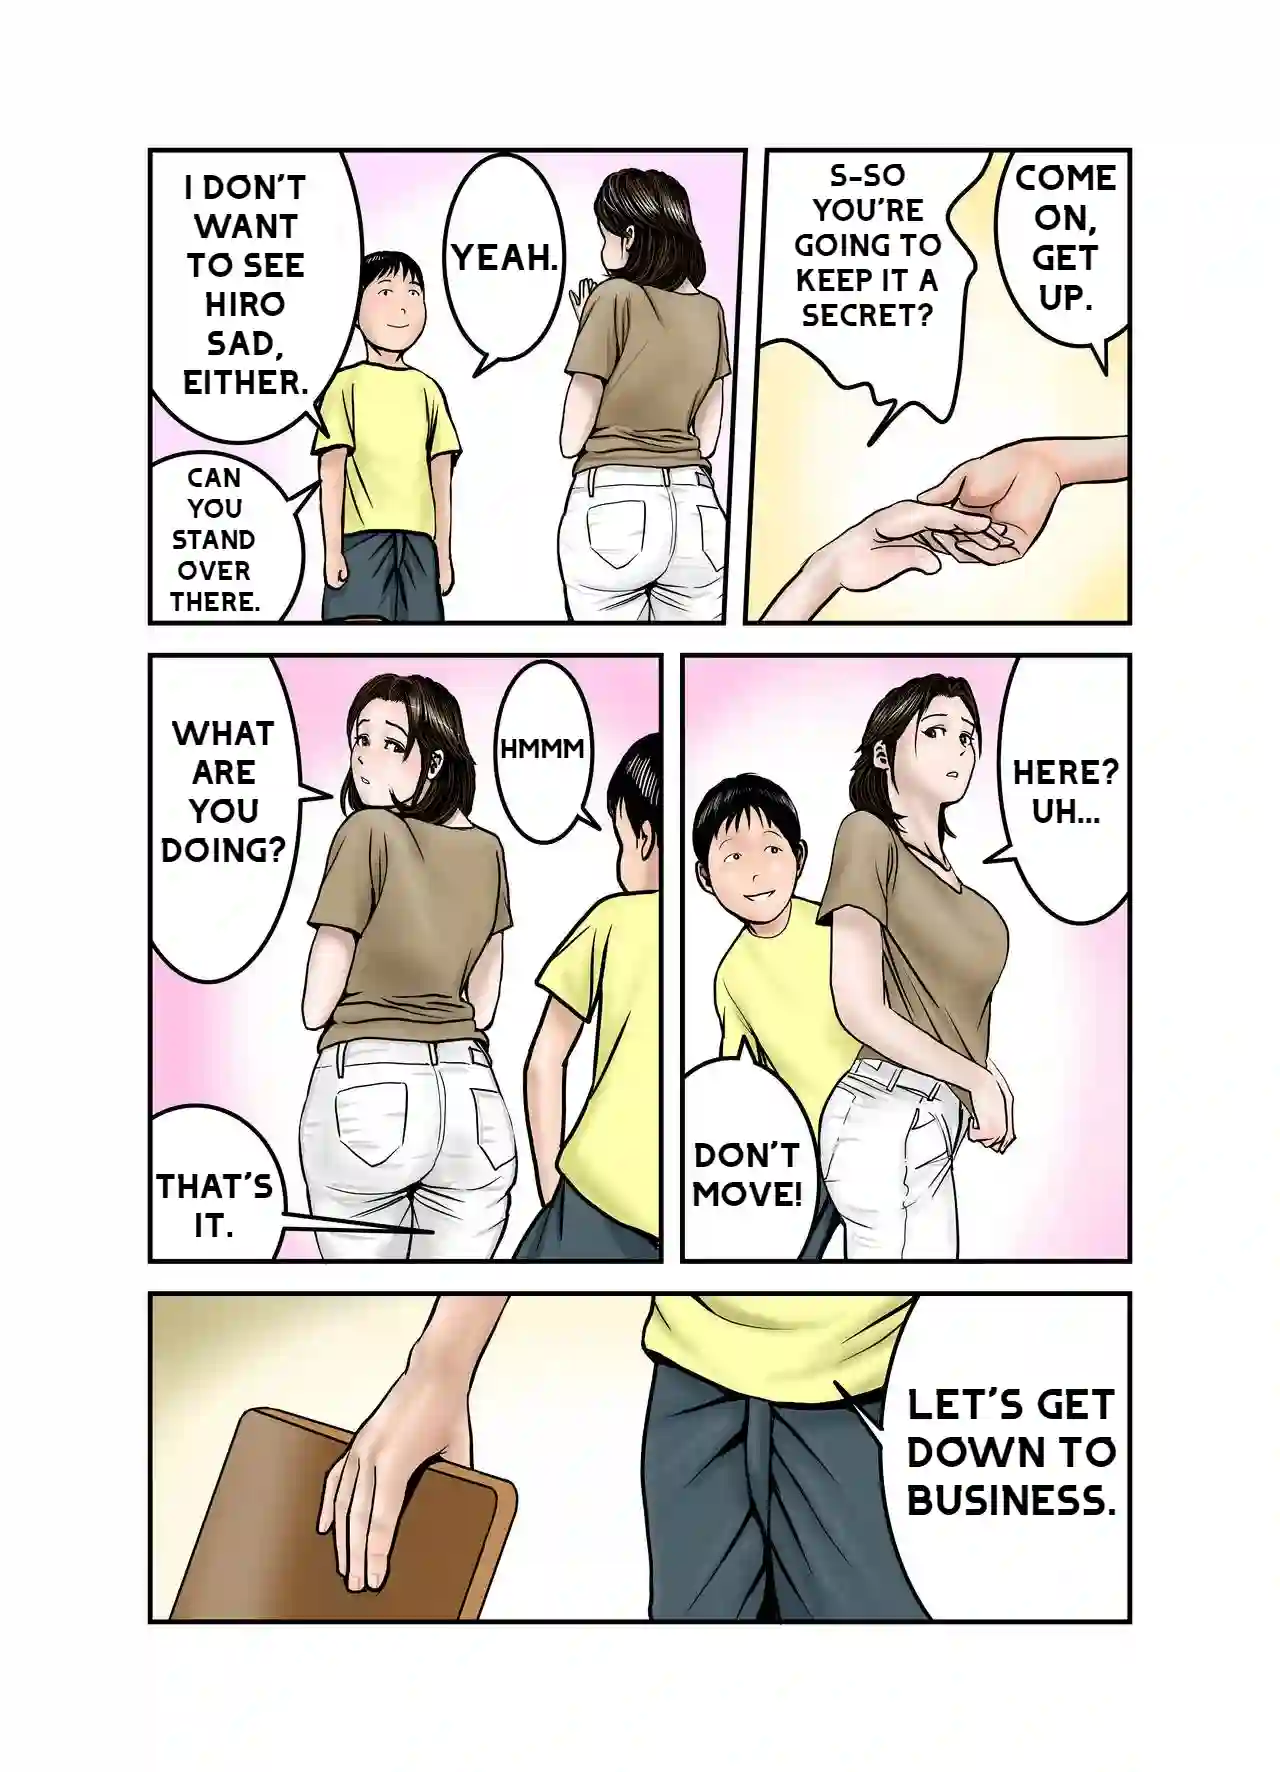 COME
ON,
GET
UP.
S-SO
YOU'RE
GOING TO
KEEP IT A
SECRET?
YEAH.
I DON'T
WANT
TO SEE
HIRO
SAD,
EITHER.
CAN
YOU
STAND
OVER
THERE.
HERE?
UH...
DON'T
MOVE!
HMMM
WHAT
ARE
YOU
DOING?
THAT'S
IT.
LET'S GET
DOWN TO
BUSINESS.